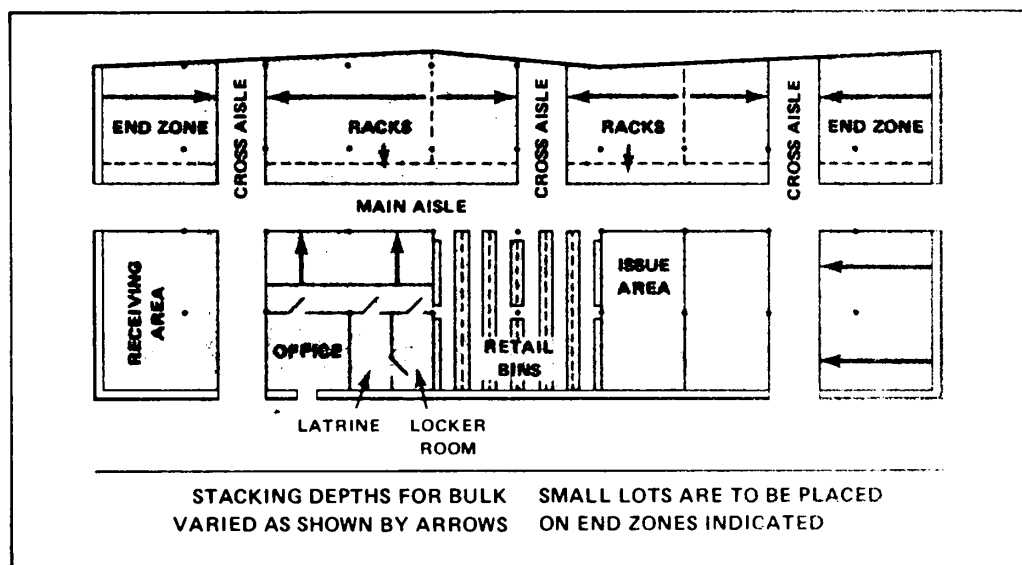 END ZONE
CROSS AISLE
RACKS
CROSS AISLE
RACKS
CROSS AISLE
END ZONE
MAIN AISLE
RECEIVING
AREA
OFFICE
RETAIL
BINS
ISSUE
AREA
LATRINE
LOCKER
ROOM
STACKING DEPTHS FOR BULK
VARIED AS SHOWN BY ARROWS
SMALL LOTS ARE TO BE PLACED
ON END ZONES INDICATED